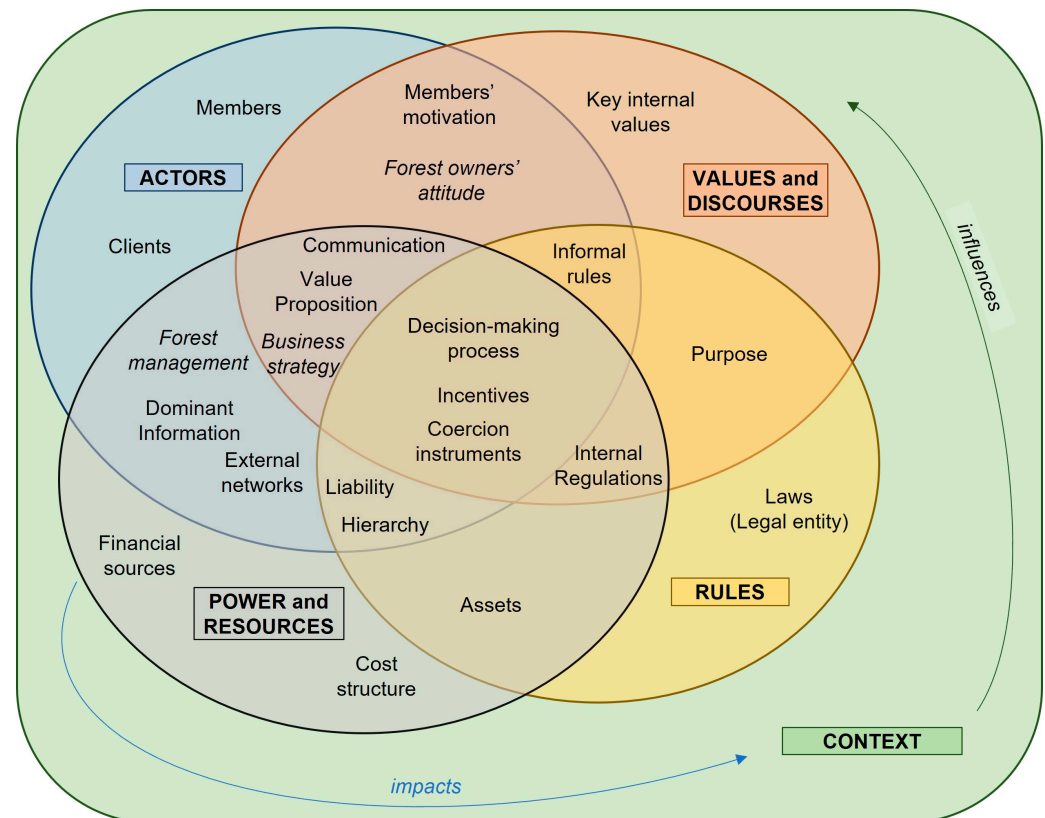 Members
Members'
motivation
Key internal
values
ACTORS
Forest owners'
attitude
VALUES and
DISCOURSES
Clients
Communication
Informal
rules
influences
Value
Proposition
Forest
management
Business
strategy
Decision-making
process
Purpose
Incentives
Dominant
Information
Coercion
instruments
External
networks
Internal
Regulations
Liability
Hierarchy
Laws
(Legal entity)
Financial
sources
POWER and
RESOURCES
Assets
RULES
Cost
structure
CONTEXT
impacts